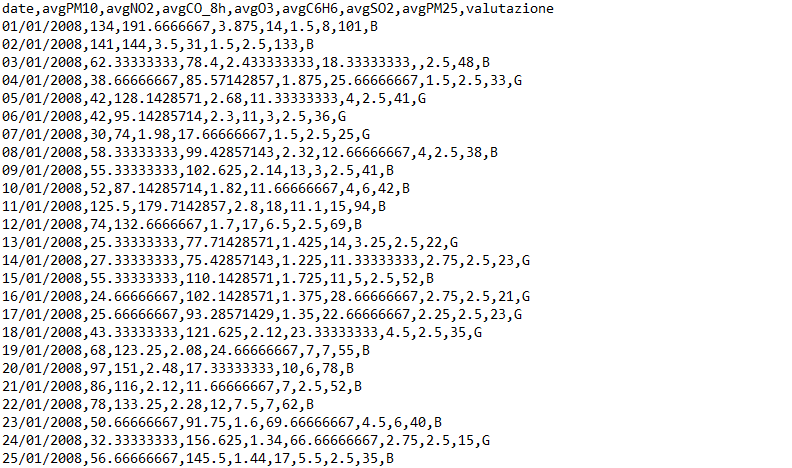 date,avgPM10,avgNO2,avgCO_8h,avgO3,avgC6H6,avgSO2,avgPM25,valutazione
01/01/2008,134,191.6666667,3.875,14,1.5,8,101,B
02/01/2008,141,144,3.5,31,1.5,2.5,133,B
03/01/2008,62.33333333,78.4,2.433333333,18.33333333,,2.5,48,B
04/01/2008,38.66666667,85.57142857,1.875,25.66666667,1.5,2.5,33,G
05/01/2008,42,128.1428571,2.68,11.33333333,4,2.5,41,G
06/01/2008,42,95.14285714,2.3,11,3,2.5,36,G
07/01/2008,30,74,1.98,17.66666667,1.5,2.5,25,G
08/01/2008,58.33333333,99.42857143,2.32,12.66666667,4,2.5,38,B
09/01/2008,55.33333333,102.625,2.14,13,3,2.5,41,B
10/01/2008,52,87.14285714,1.82,11.66666667,4,6,42,B
11/01/2008,125.5,179.7142857,2.8,18,11.1,15,94,B
12/01/2008,74,132.6666667,1.7,17,6.5,2.5,69,B
13/01/2008,25.33333333,77.71428571,1.425,14,3.25,2.5,22,G
14/01/2008,27.33333333,75.42857143,1.225,11.33333333,2.75,2.5,23,G
15/01/2008,55.33333333,110.1428571,1.725,11,5,2.5,52,B
16/01/2008,24.66666667,102.1428571,1.375,28.66666667,2.75,2.5,21,G
17/01/2008,25.66666667,93.28571429,1.35,22.66666667,2.25,2.5,23,G
18/01/2008,43.33333333,121.625,2.12,23.33333333,4.5,2.5,35,G
19/01/2008,68,123.25,2.08,24.66666667,7,7,55,B
20/01/2008,97,151,2.48,17.33333333,10,6,78,B
21/01/2008,86,116,2.12,11.66666667,7,2.5,52,B
22/01/2008,78,133.25,2.28,12,7.5,7,62,B
23/01/2008,50.66666667,91.75,1.6,69.66666667,4.5,6,40,B
24/01/2008,32.33333333,156.625,1.34,66.66666667,2.75,2.5,15,G
25/01/2008,56.66666667,145.5,1.44,17,5.5,2.5,35,B